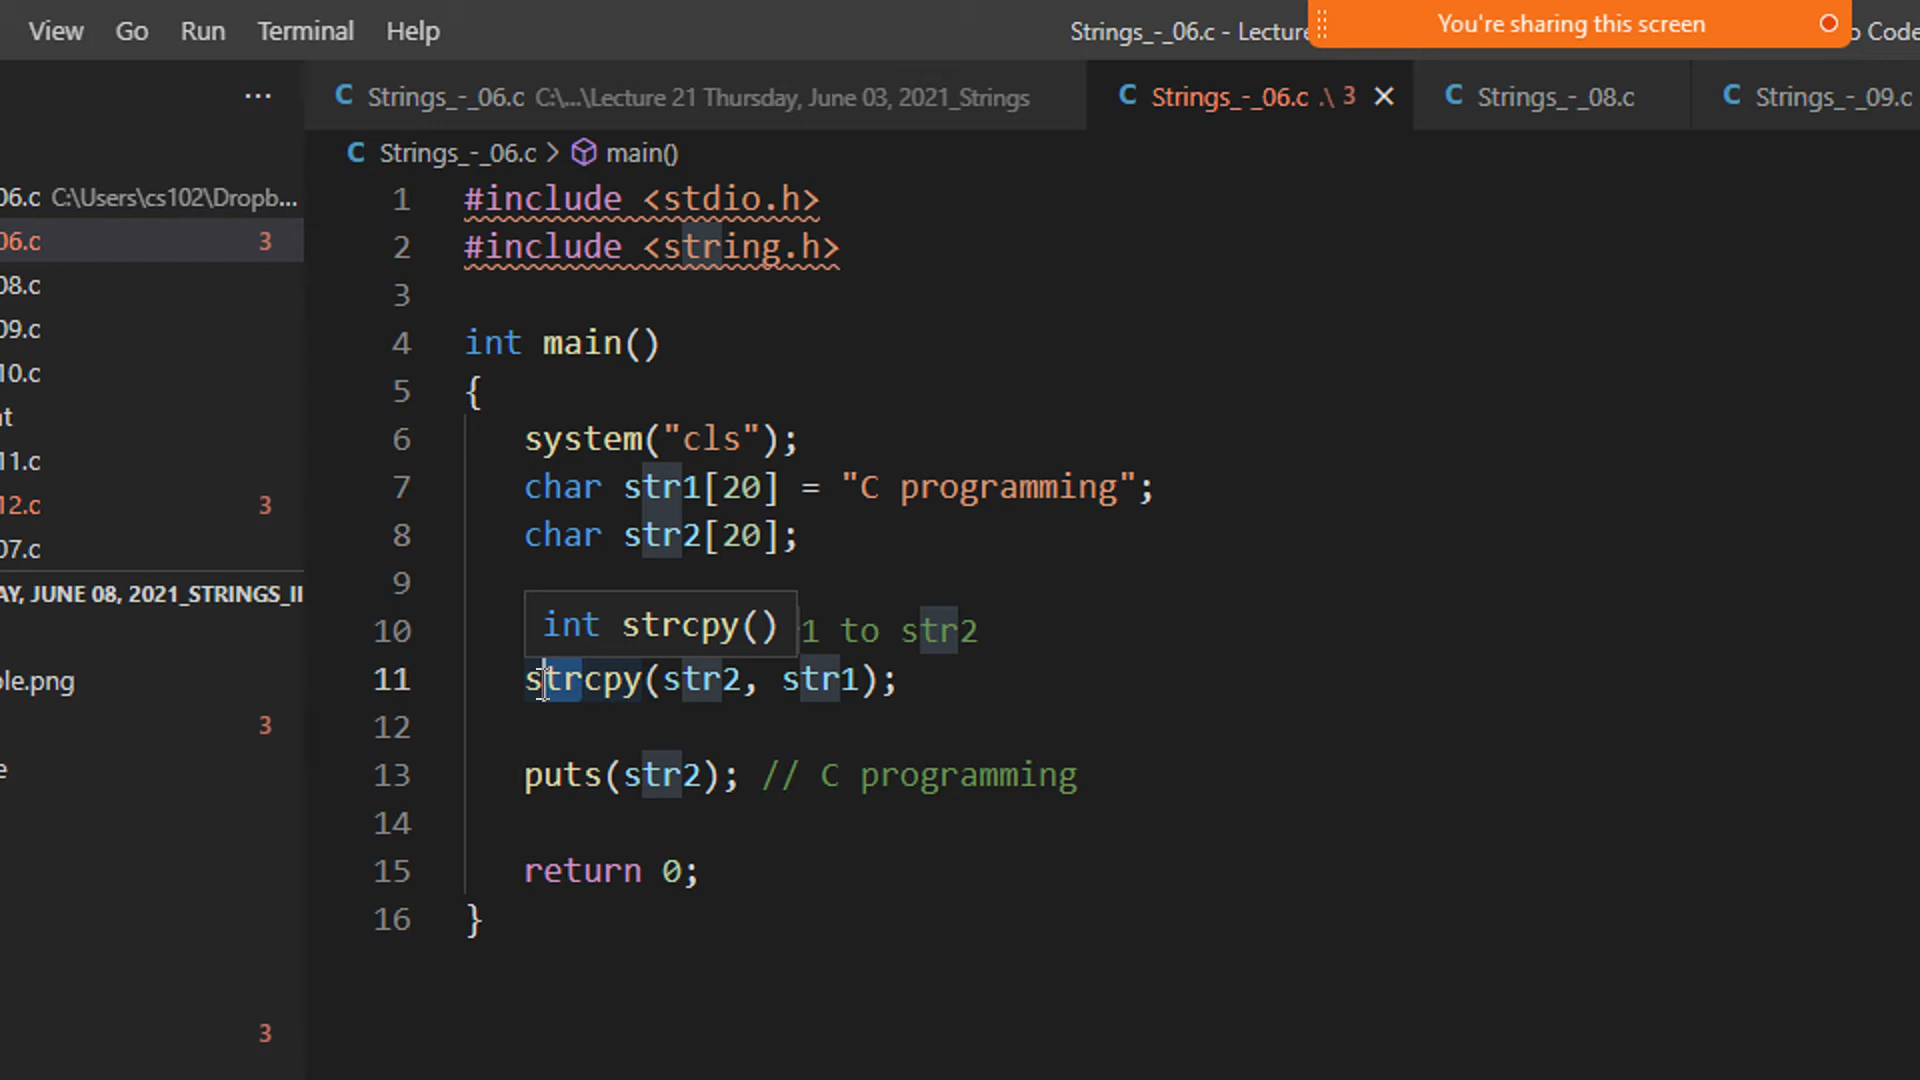 View Go Run Terminal Help Strings_-_06.c - Lecture You're sharing this screen o Code
... Strings_-_06.c C:\...\Lecture 21 Thursday, June 03, 2021_Strings Strings_-_06.c .\ 3 Strings_-_08.c Strings_-_09.c
C Strings_-_06.c > main()
06.c C:\Users\cs102\Dropb...
06.c 3
08.c
09.c
10.c
nt
11.c
12.c 3
07.c
AY, JUNE 08, 2021_STRINGS_II
le.png
3
e
3
1 #include <stdio.h>
2 #include <string.h>
3
4 int main()
5 {
6 system("cls");
7 char str1[20] = "C programming";
8 char str2[20];
9
int strcpy()
10 1 to str2
11 strcpy(str2, str1);
12
13 puts(str2); // C programming
14
15 return 0;
16 }